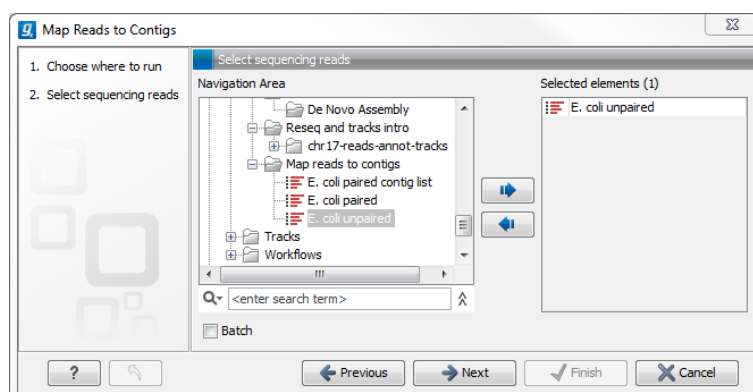 Map Reads to Contigs
1. Choose where to run
2. Select sequencing reads
Select sequencing reads
Navigation Area
De Novo Assembly
Reseq and tracks intro
chr17-reads-annot-tracks
Map reads to contigs
E. coli paired contig list
E. coli paired
E. coli unpaired
Tracks
Workflows
<enter search term>
Batch
Selected elements (1)
E. coli unpaired
?
Previous
Next
Finish
Cancel